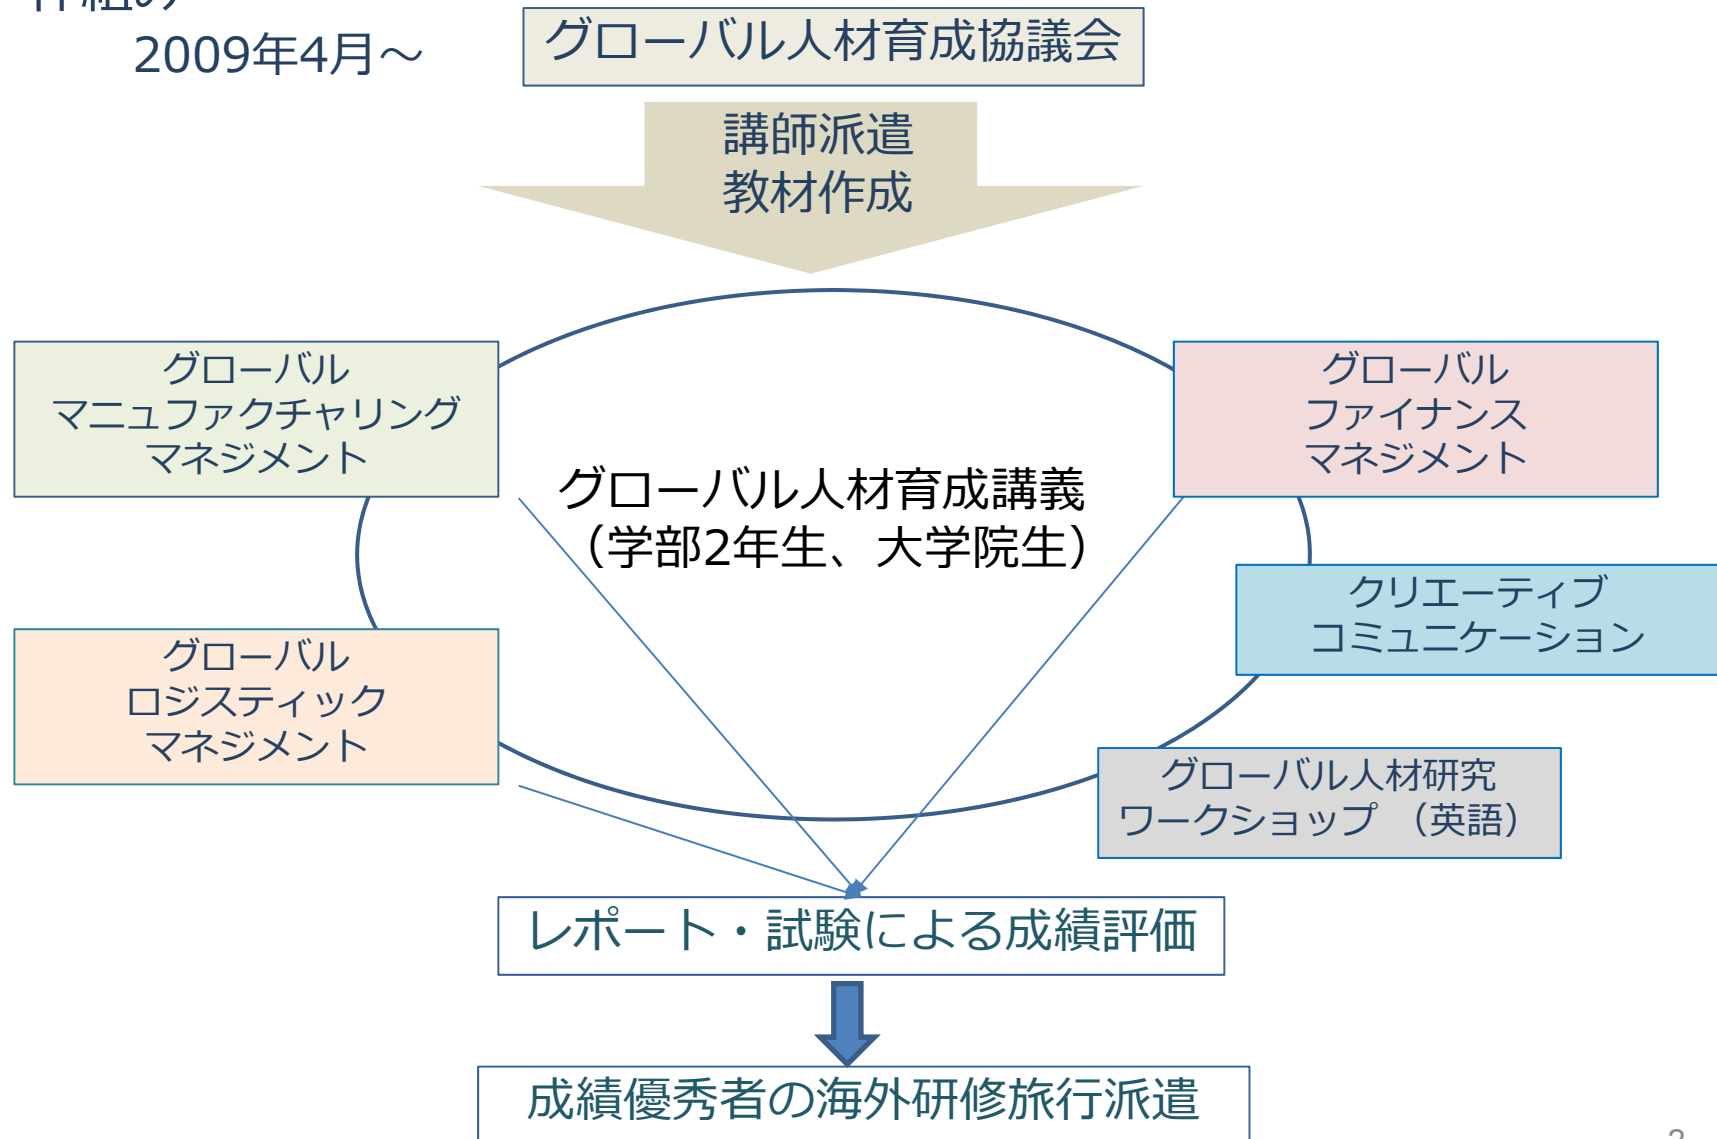 2009年4月～
グローバル人材育成協議会
講師派遣
教材作成
グローバル
マニュファクチャリング
マネジメント
グローバル
ファイナンス
マネジメント
グローバル人材育成講義
（学部2年生、大学院生）
クリエーティブ
コミュニケーション
グローバル
ロジスティック
マネジメント
グローバル人材研究
ワークショップ （英語）
レポート・試験による成績評価
成績優秀者の海外研修旅行派遣